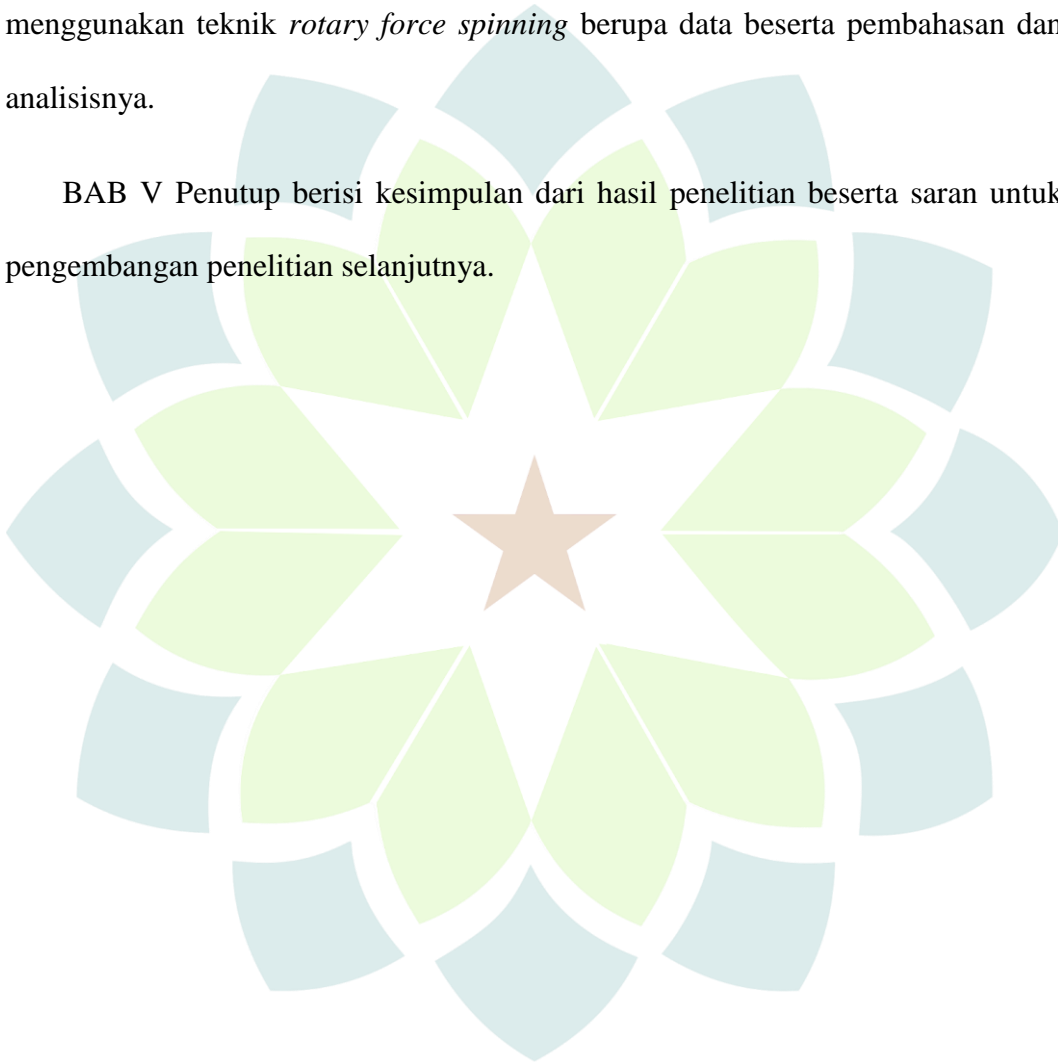 menggunakan teknik rotary force spinning berupa data beserta pembahasan dan
analisisnya.
BAB V Penutup berisi kesimpulan dari hasil penelitian beserta saran untuk
pengembangan penelitian selanjutnya.